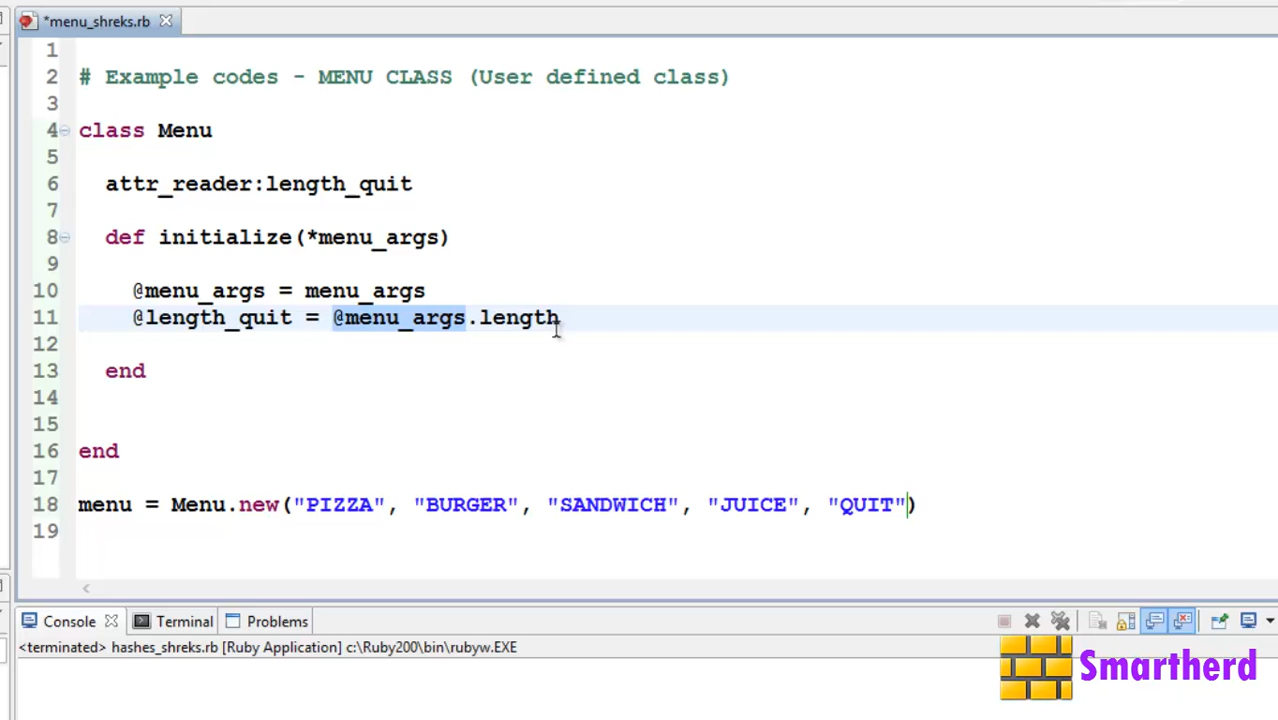 *menu_shreks.rb
1
2 # Example codes - MENU CLASS (User defined class)
3
4 class Menu
5
6 attr_reader:length_quit
7
8 def initialize(*menu_args)
9
10 @menu_args = menu_args
11 @length_quit = @menu_args.length
12
13 end
14
15
16 end
17
18 menu = Menu.new("PIZZA", "BURGER", "SANDWICH", "JUICE", "QUIT")
19
Console Terminal Problems
<terminated> hashes_shreks.rb [Ruby Application] c:\Ruby200\bin\rubyw.EXE
Smartherd